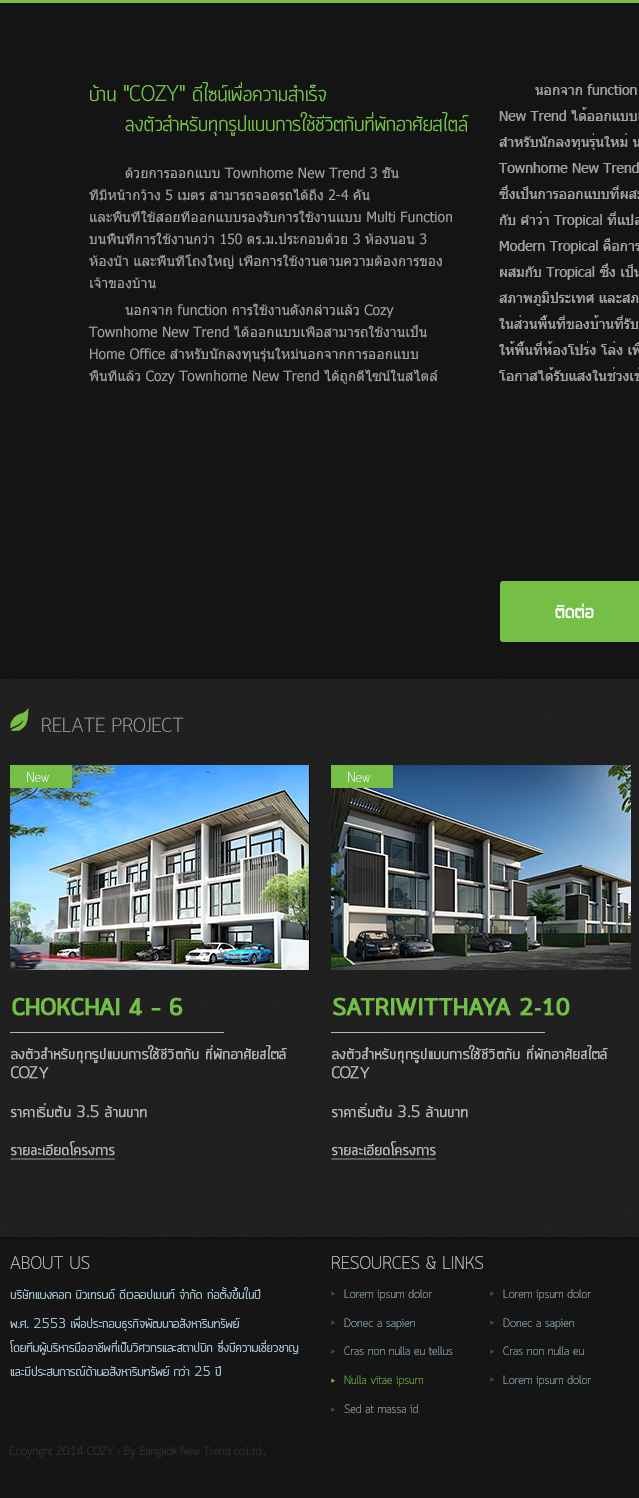 บ้าน "COZY" ดีไซน์เพื่อความสำเร็จ
ลงตัวสำหรับทุกรูปแบบการใช้ชีวิตกับที่พักอาศัยสไตล์
ด้วยการออกแบบ Townhome New Trend 3 ชั้น
ที่มีหน้ากว้าง 5 เมตร สามารถจอดรถได้ถึง 2-4 คัน
และพื้นที่ใช้สอยที่ออกแบบรองรับการใช้งานแบบ Multi Function
บนพื้นที่การใช้งานกว่า 150 ตร.ม.ประกอบด้วย 3 ห้องนอน 3
ห้องน้ำ และพื้นที่โถงใหญ่ เพื่อการใช้งานตามความต้องการของ
เจ้าของบ้าน
นอกจาก function การใช้งานดังกล่าวแล้ว Cozy
Townhome New Trend ได้ออกแบบเพื่อสามารถใช้งานเป็น
Home Office สำหรับนักลงทุนรุ่นใหม่นอกจากการออกแบบ
พื้นที่แล้ว Cozy Townhome New Trend ได้ถูกดีไซน์ในสไตล์
นอกจาก function
New Trend ได้ออกแบบ
สำหรับนักลงทุนรุ่นใหม่ น
Townhome New Trend
ซึ่งเป็นการออกแบบที่ผส
กับ คำว่า Tropical ที่แปล
Modern Tropical คือการ
ผสมกับ Tropical ซึ่ง เป็น
สภาพภูมิประเทศ และสภ
ในส่วนพื้นที่ของบ้านที่รับ
ให้พื้นที่ห้องโปร่ง โล่ง เพื่
โอกาสได้รับแสงในช่วงเช
ติดต่อ
RELATE PROJECT
New
New
CHOKCHAI 4 - 6
ลงตัวสำหรับทุกรูปแบบการใช้ชีวิตกับ ที่พักอาศัยสไตล์
COZY
ราคาเริ่มต้น 3.5 ล้านบาท
รายละเอียดโครงการ
SATRIWITTHAYA 2-10
ลงตัวสำหรับทุกรูปแบบการใช้ชีวิตกับ ที่พักอาศัยสไตล์
COZY
ราคาเริ่มต้น 3.5 ล้านบาท
รายละเอียดโครงการ
ABOUT US
บริษัทแบงคอก นิวเทรนด์ ดีเวลอปเมนท์ จำกัด ก่อตั้งขึ้นในปี
พ.ศ. 2553 เพื่อประกอบธุรกิจพัฒนาอสังหาริมทรัพย์
โดยทีมผู้บริหารมืออาชีพที่เป็นวิศวกรและสถาปนิก ซึ่งมีความเชี่ยวชาญ
และมีประสบการณ์ด้านอสังหาริมทรัพย์ กว่า 25 ปี
RESOURCES & LINKS
Lorem ipsum dolor
Donec a sapien
Cras non nulla eu tellus
Nulla vitae ipsum
Sed at massa id
Lorem ipsum dolor
Donec a sapien
Cras non nulla eu
Lorem ipsum dolor
Copyright 2014 COZY - By Bangkok New Trend co.Ltd.,